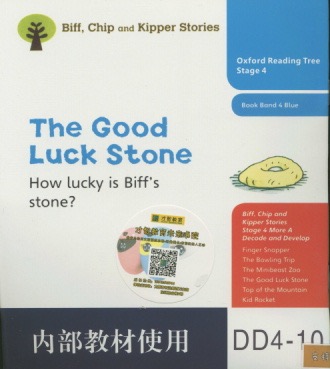 Biff, Chip and Kipper Stories
Oxford Reading Tree
Stage 4
Book Band 4 Blue
The Good
Luck Stone
How lucky is Biff's
stone?
Biff, Chip and
Kipper Stories
Stage 4 More A
Decode and Develop
Finger Snapper
The Bowling Trip
The Minibeast Zoo
The Good Luck Stone
Top of the Mountain
Kid Rocket
内部教材使用
DD4-10